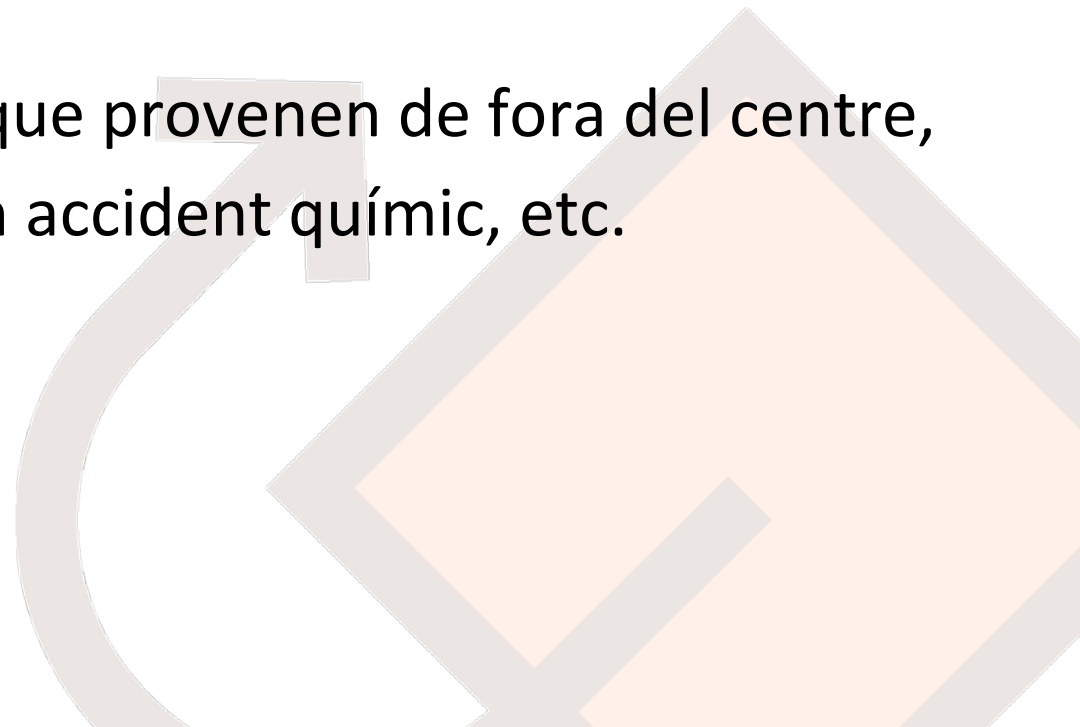 que provenen de fora del centre,
accident químic, etc.